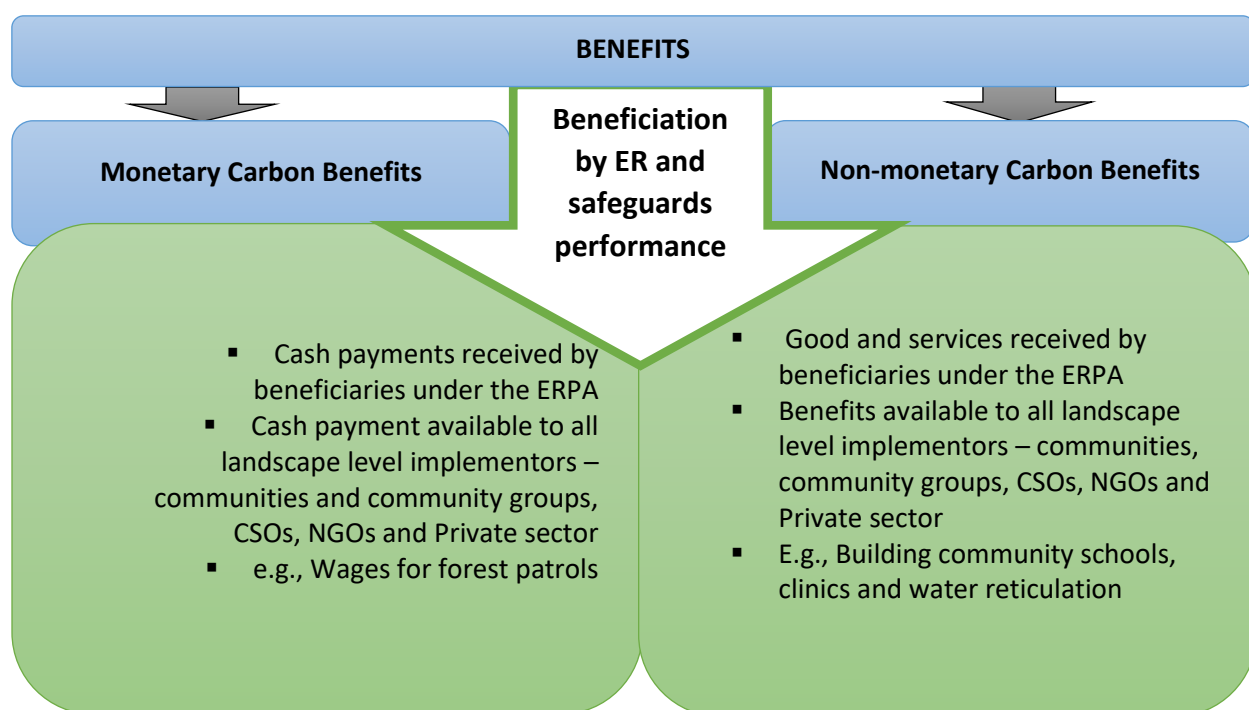 BENEFITS
Monetary Carbon Benefits
Beneficiation
by ER and
safeguards
performance
Non-monetary Carbon Benefits
▪ Cash payments received by
beneficiaries under the ERPA
▪ Cash payment available to all
landscape level implementors –
communities and community groups,
CSOs, NGOs and Private sector
▪ e.g., Wages for forest patrols
▪ Good and services received by
beneficiaries under the ERPA
▪ Benefits available to all landscape
level implementors – communities,
community groups, CSOs, NGOs and
Private sector
▪ E.g., Building community schools,
clinics and water reticulation